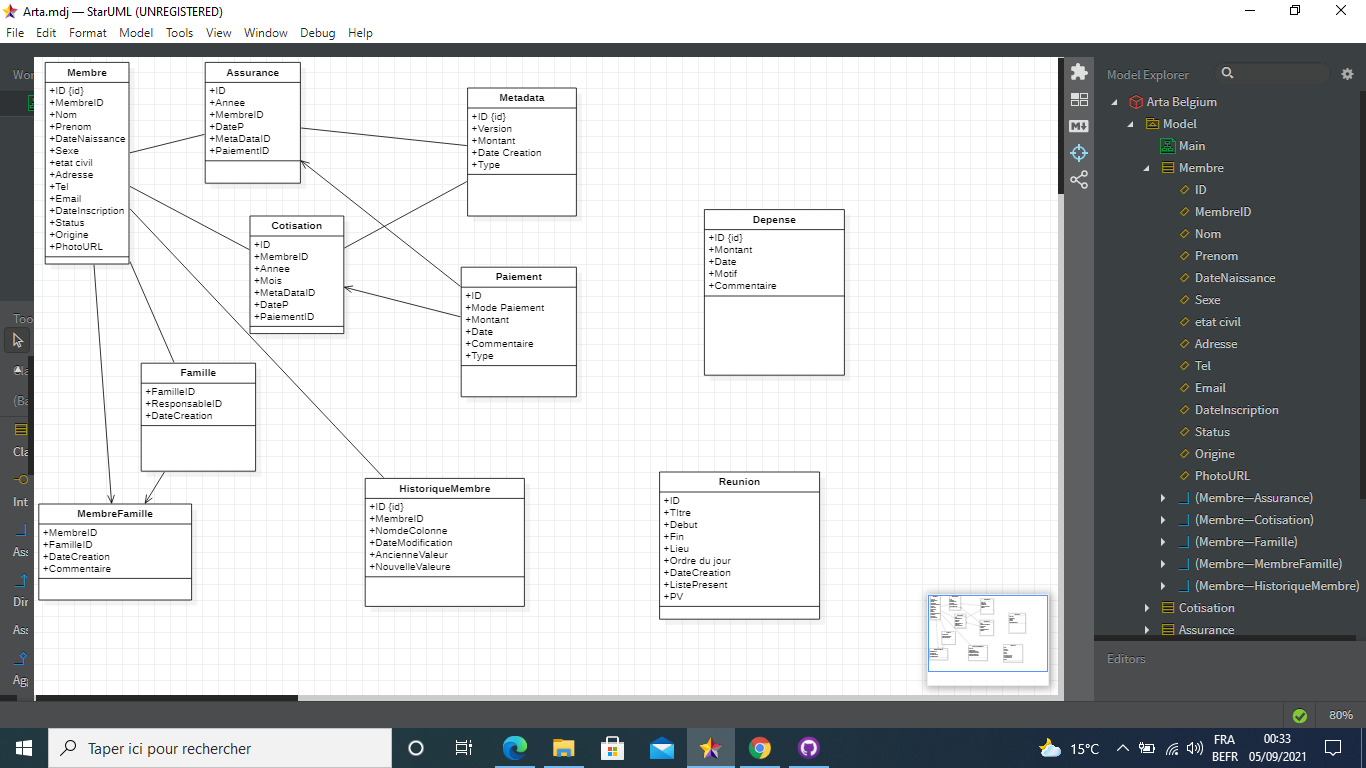 Arta.mdj — StarUML (UNREGISTERED)
File Edit Format Model Tools View Window Debug Help
Membre
+ID {id}
+MembreID
+Nom
+Prenom
+DateNaissance
+Sexe
+etat civil
+Adresse
+Tel
+Email
+DateInscription
+Status
+Origine
+PhotoURL
Assurance
+ID
+Annee
+MembreID
+DateP
+MetaDataID
+PaiementID
Metadata
+ID {id}
+Version
+Montant
+Date Creation
+Type
Cotisation
+ID
+MembreID
+Annee
+Mois
+MetaDataID
+DateP
+PaiementID
Paiement
+ID
+Mode Paiement
+Montant
+Date
+Commentaire
+Type
Depense
+ID {id}
+Montant
+Date
+Motif
+Commentaire
Famille
+FamilleID
+ResponsableID
+DateCreation
MembreFamille
+MembreID
+FamilleID
+DateCreation
+Commentaire
HistoriqueMembre
+ID {id}
+MembreID
+NomdeColonne
+DateModification
+AncienneValeur
+NouvelleValeure
Reunion
+ID
+TItre
+Debut
+Fin
+Lieu
+Ordre du jour
+DateCreation
+ListePresent
+PV
Wor
Too
Cla
(Ba
Cla
Int
Ass
Dir
Ass
Ag
Model Explorer
Arta Belgium
Model
Main
Membre
ID
MembreID
Nom
Prenom
DateNaissance
Sexe
etat civil
Adresse
Tel
Email
DateInscription
Status
Origine
PhotoURL
(Membre—Assurance)
(Membre—Cotisation)
(Membre—Famille)
(Membre—MembreFamille)
(Membre—HistoriqueMembre)
Cotisation
Assurance
Editors
80%
Taper ici pour rechercher
15°C
FRA
BEFR
00:33
05/09/2021